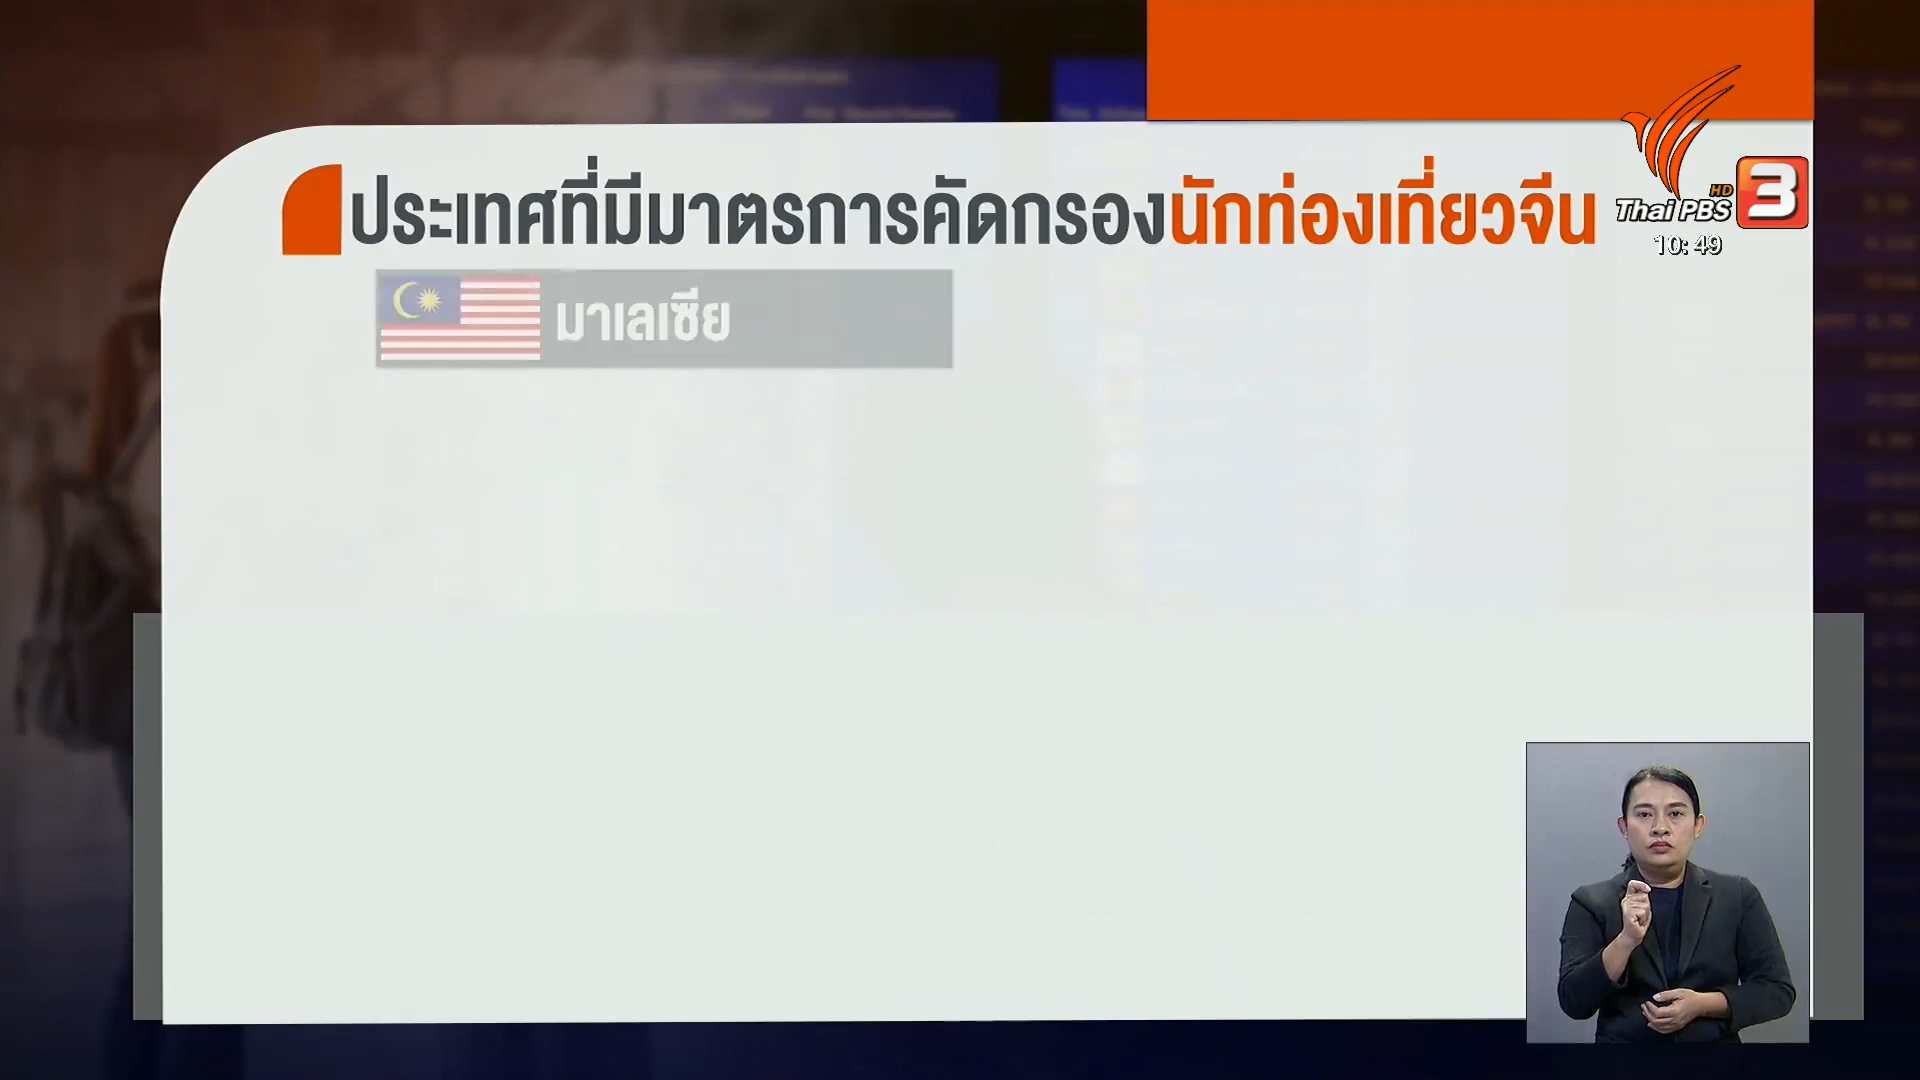 ประเทศที่มีมาตรการคัดกรองนักท่องเที่ยวจีน
HD
3
Thai PBS
10:49
มาเลเซีย